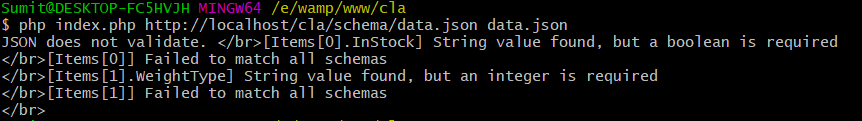 Sumit@DESKTOP-FC5HVJH MINGW64 /e/wamp/www/cla
$ php index.php http://localhost/cla/schema/data.json data.json
JSON does not validate. </br>[Items[0].InStock] String value found, but a boolean is required
</br>[Items[0]] Failed to match all schemas
</br>[Items[1].WeightType] String value found, but an integer is required
</br>[Items[1]] Failed to match all schemas
</br>